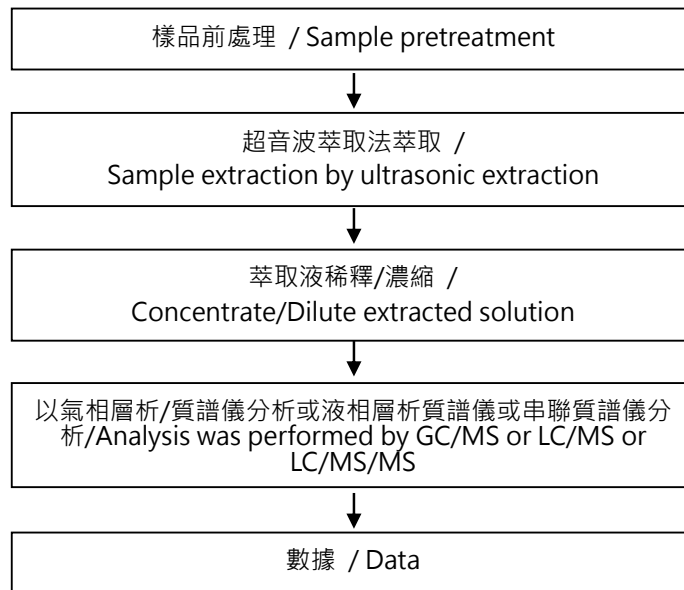 樣品前處理 / Sample pretreatment
超音波萃取法萃取 /
Sample extraction by ultrasonic extraction
萃取液稀釋/濃縮 /
Concentrate/Dilute extracted solution
以氣相層析/質譜儀分析或液相層析質譜儀或串聯質譜儀分
析/Analysis was performed by GC/MS or LC/MS or
LC/MS/MS
數據 / Data